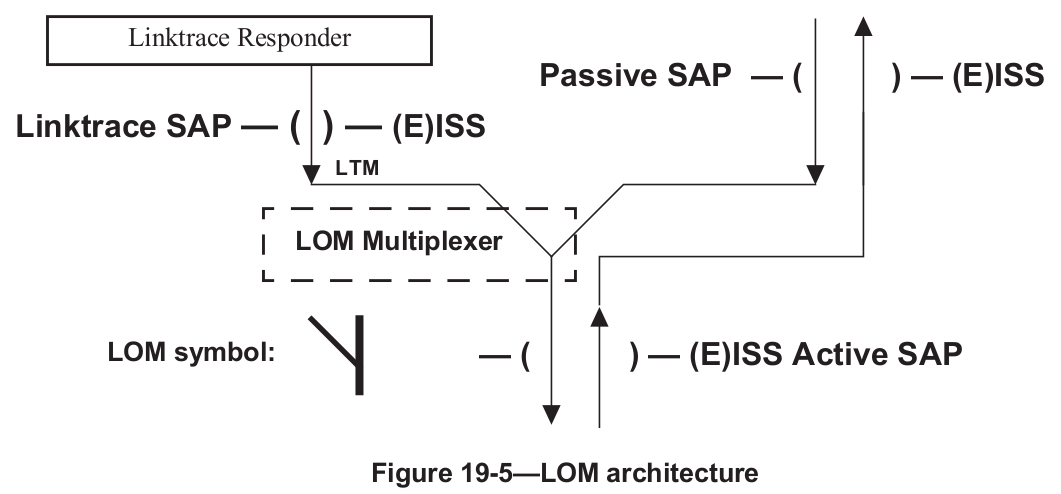 Linktrace Responder
Passive SAP — ( ) — (E)ISS
Linktrace SAP — ( ) — (E)ISS
LTM
LOM Multiplexer
LOM symbol:
— ( ) — (E)ISS Active SAP
Figure 19-5—LOM architecture